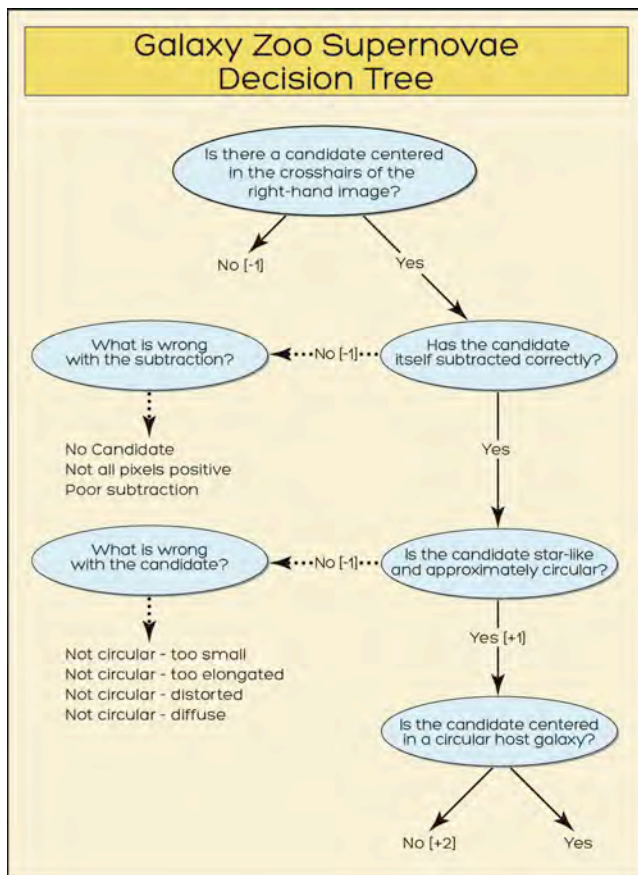 Galaxy Zoo Supernovae
Decision Tree
Is there a candidate centered
in the crosshairs of the
right-hand image?
No [-1]
Yes
What is wrong
with the subtraction?
No [-1]
Has the candidate
itself subtracted correctly?
No Candidate
Not all pixels positive
Poor subtraction
Yes
What is wrong
with the candidate?
No [-1]
Is the candidate star-like
and approximately circular?
Not circular - too small
Not circular - too elongated
Not circular - distorted
Not circular - diffuse
Yes [+1]
Is the candidate centered
in a circular host galaxy?
No [+2]
Yes